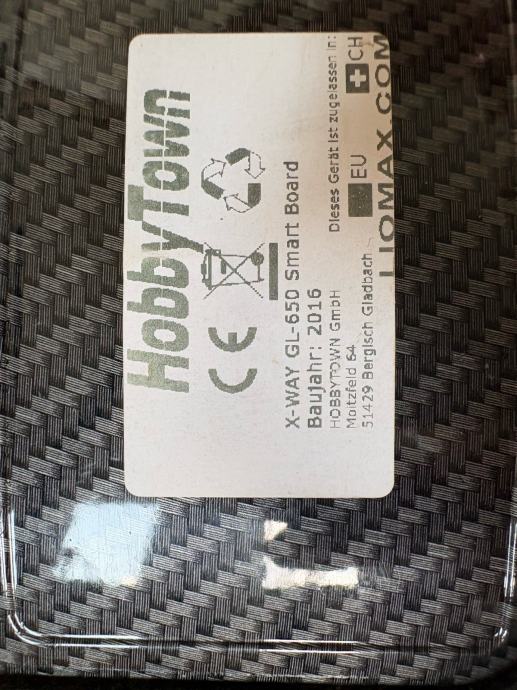 HobbyTown
CE
X-WAY GL-650 Smart Board
Baujahr: 2016
HOBBYTOWN GmbH
Moitzfeld 64
51429 Bergisch Gladbach
Dieses Gerät ist zugelassen in:
EU CH
LIOMAX.COM